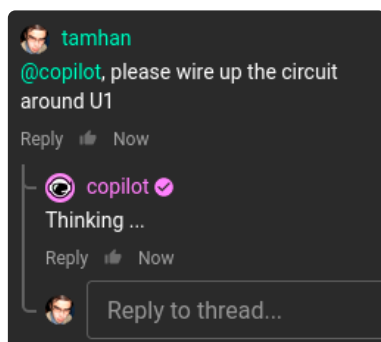 tamhan
@copilot, please wire up the circuit
around U1
Reply Now
copilot
Thinking ...
Reply Now
Reply to thread...